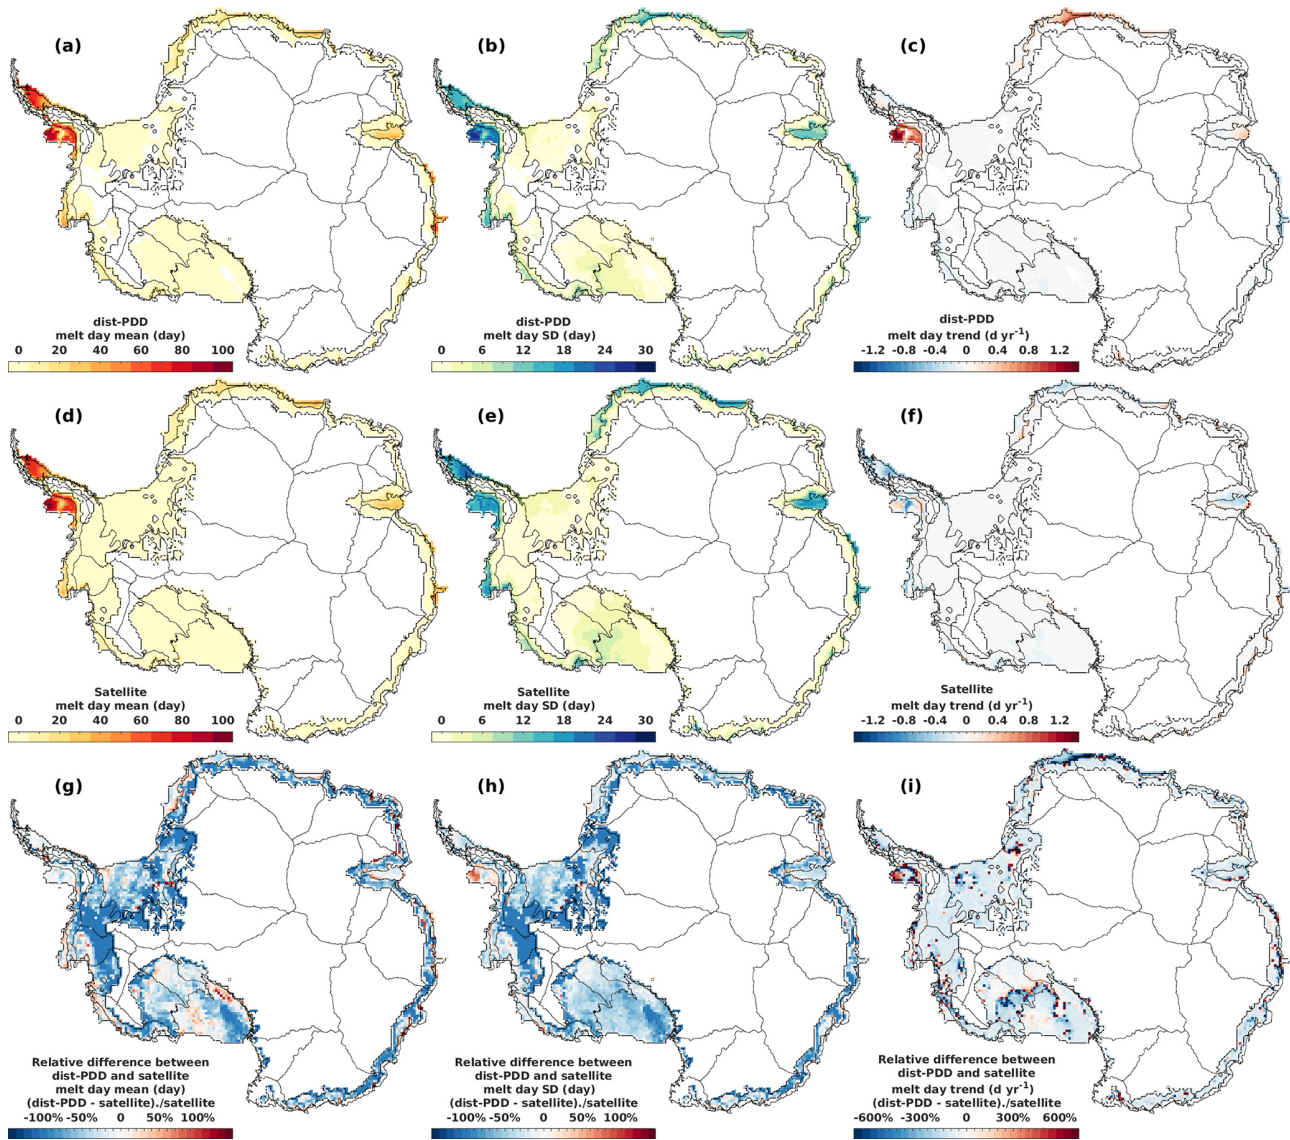 (a)
(b)
(c)
dist-PDD
melt day mean (day)
0 20 40 60 80 100
dist-PDD
melt day SD (day)
0 6 12 18 24 30
dist-PDD
melt day trend (d yr-1)
-1.2 -0.8 -0.4 0 0.4 0.8 1.2
(d)
(e)
(f)
Satellite
melt day mean (day)
0 20 40 60 80 100
Satellite
melt day SD (day)
0 6 12 18 24 30
Satellite
melt day trend (d yr-1)
-1.2 -0.8 -0.4 0 0.4 0.8 1.2
(g)
(h)
(i)
Relative difference between
dist-PDD and satellite
melt day mean (day)
(dist-PDD - satellite)./satellite
-100% -50% 0 50% 100%
Relative difference between
dist-PDD and satellite
melt day SD (day)
(dist-PDD - satellite)./satellite
-100% -50% 0 50% 100%
Relative difference between
dist-PDD and satellite
melt day trend (d yr-1)
(dist-PDD - satellite)./satellite
-600% -300% 0 300% 600%